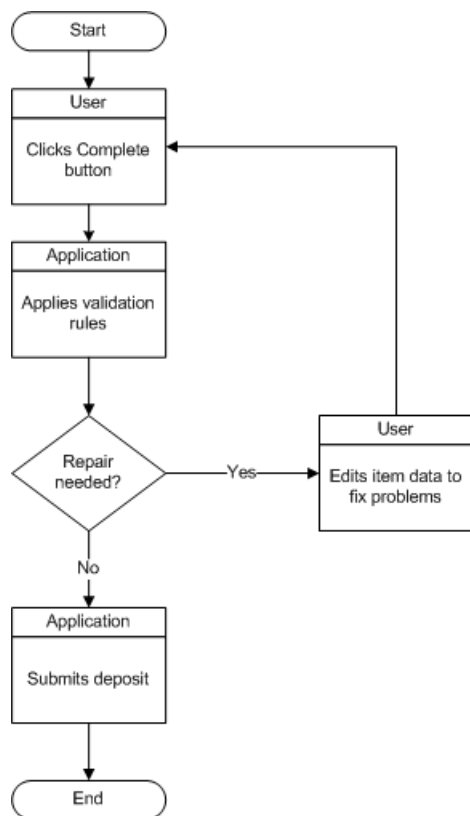 Start
User
Clicks Complete
button
Application
Applies validation
rules
Repair
needed?
Yes
User
Edits item data to
fix problems
No
Application
Submits deposit
End